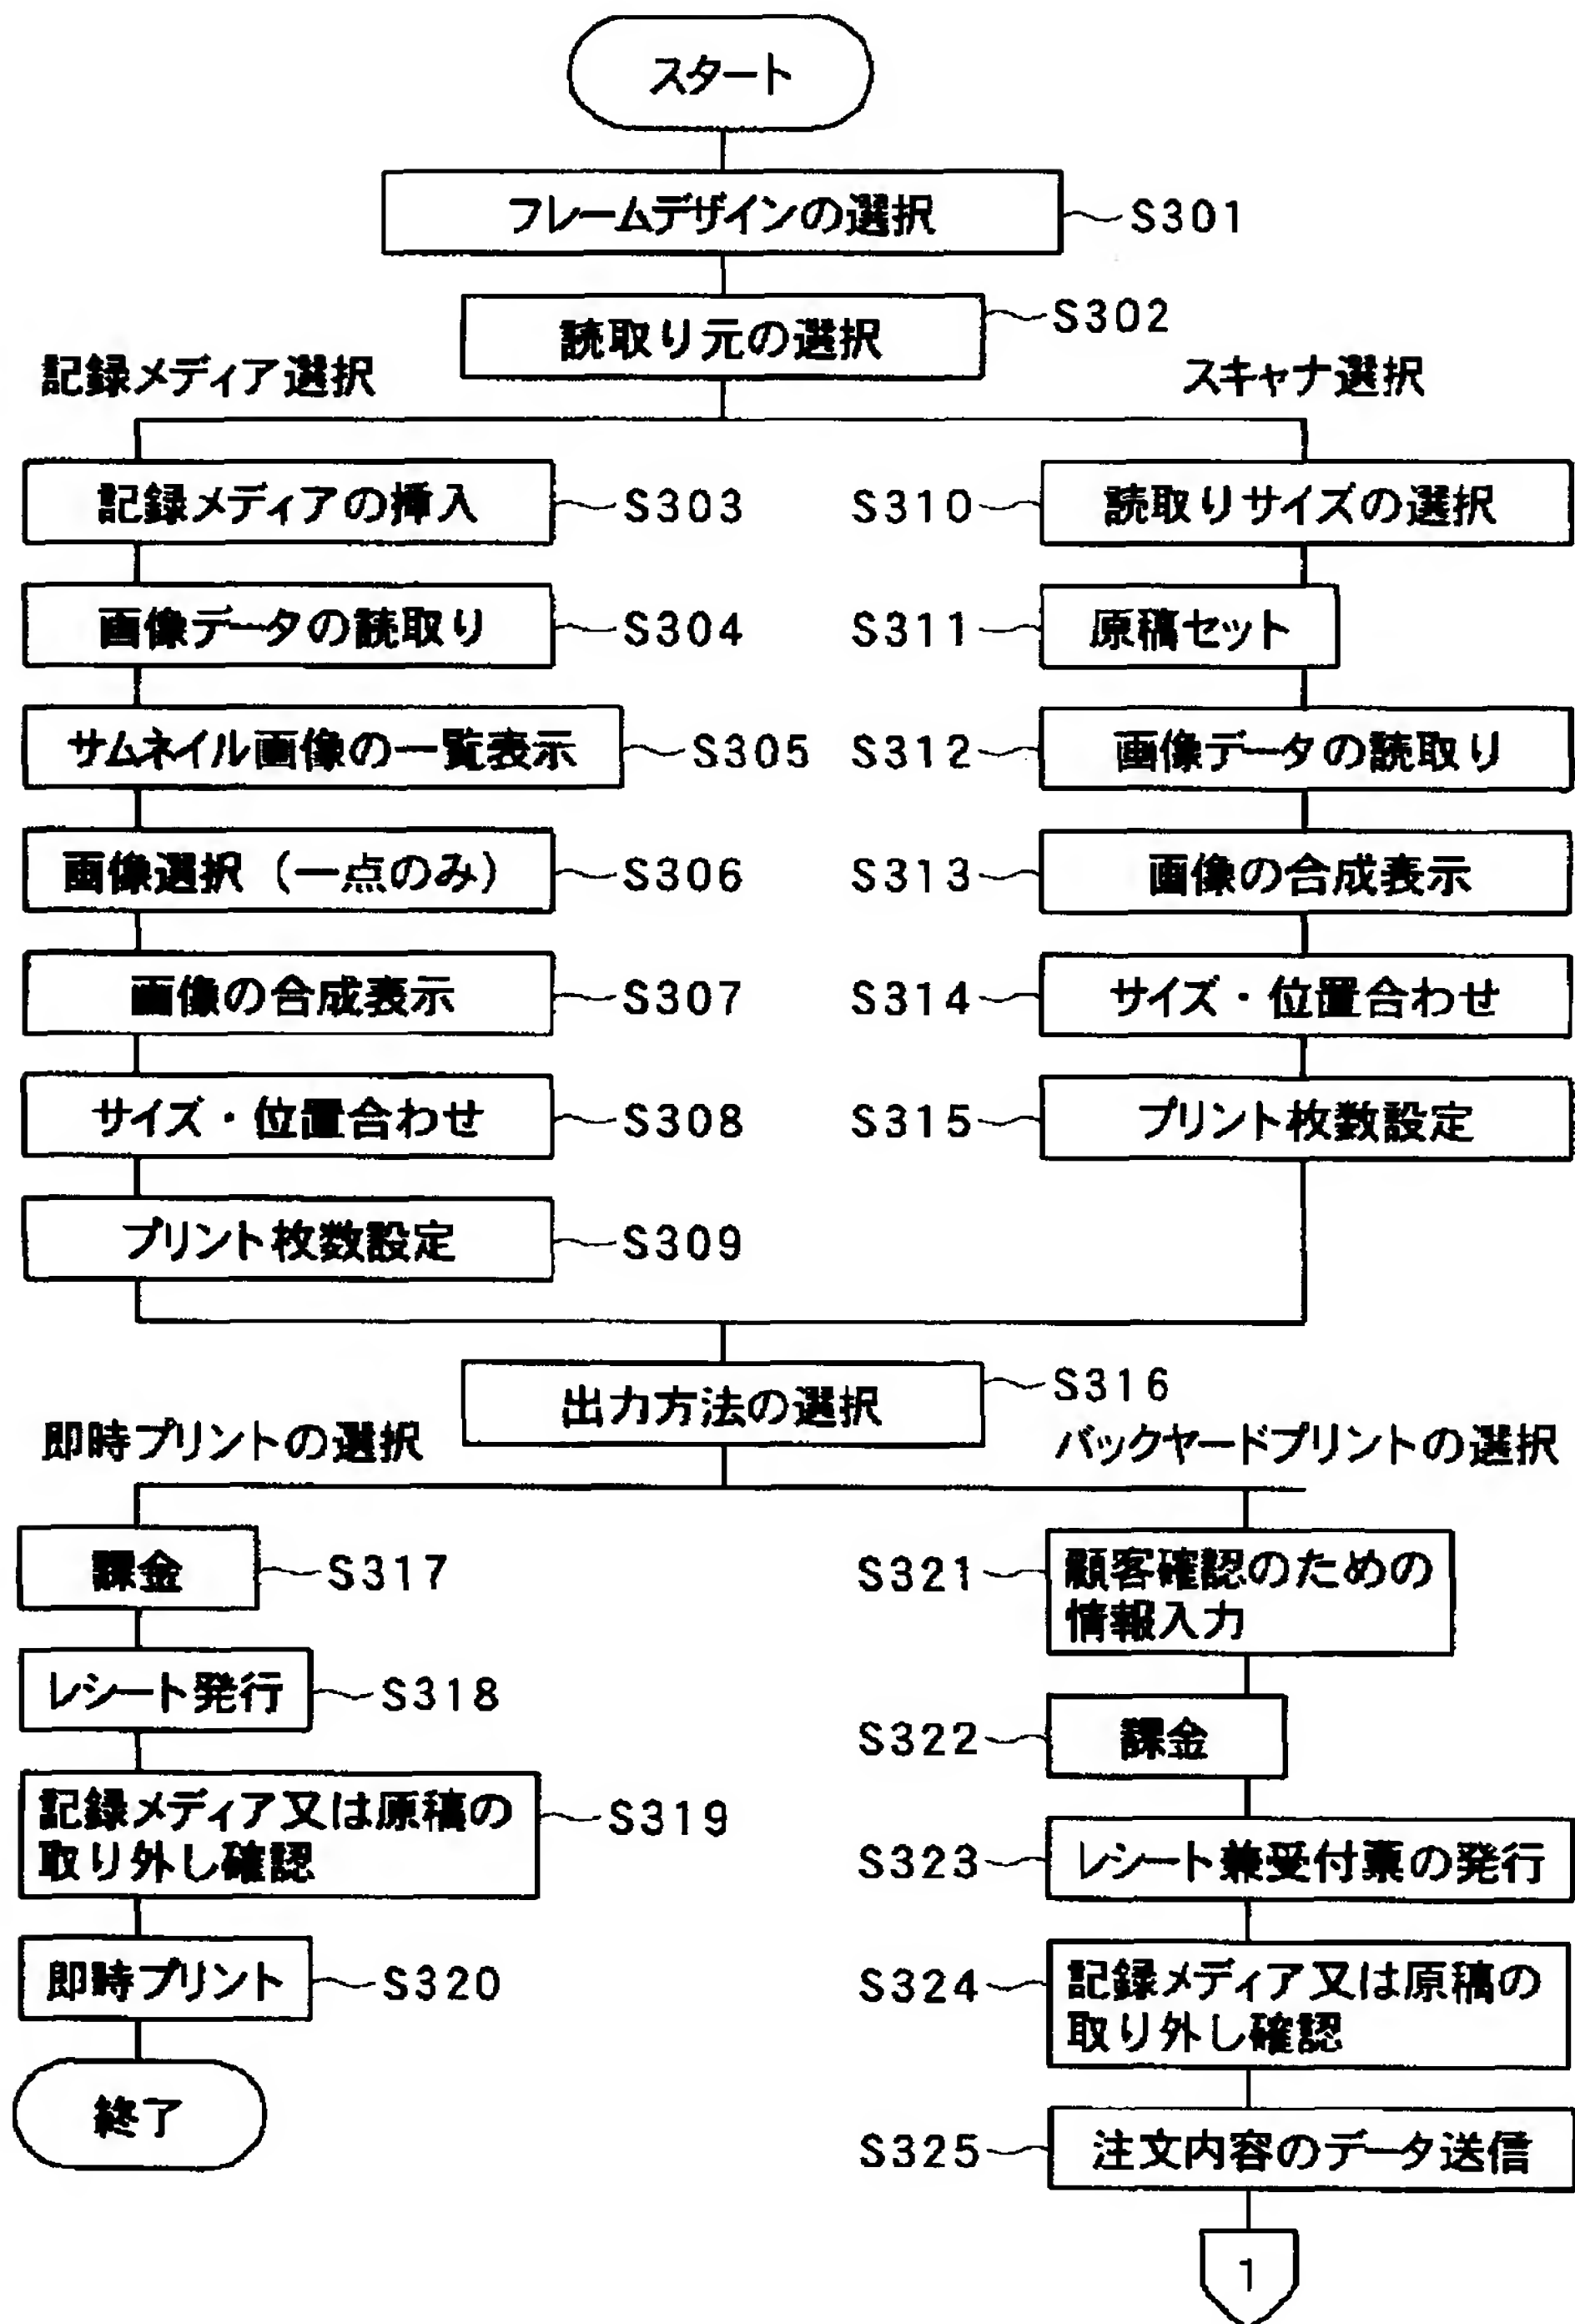 スタート
フレームデザインの選択
S301
読取り元の選択
S302
記録メディア選択
スキャナ選択
記録メディアの挿入
S303
画像データの読取り
S304
サムネイル画像の一覧表示
S305
画像選択（一点のみ）
S306
画像の合成表示
S307
サイズ・位置合わせ
S308
プリント枚数設定
S309
S310
読取りサイズの選択
S311
原稿セット
S312
画像データの読取り
S313
画像の合成表示
S314
サイズ・位置合わせ
S315
プリント枚数設定
出力方法の選択
S316
即時プリントの選択
バックヤードプリントの選択
課金
S317
レシート発行
S318
記録メディア又は原稿の
取り外し確認
S319
即時プリント
S320
終了
S321
顧客確認のための
情報入力
S322
課金
S323
レシート兼受付票の発行
S324
記録メディア又は原稿の
取り外し確認
S325
注文内容のデータ送信
1